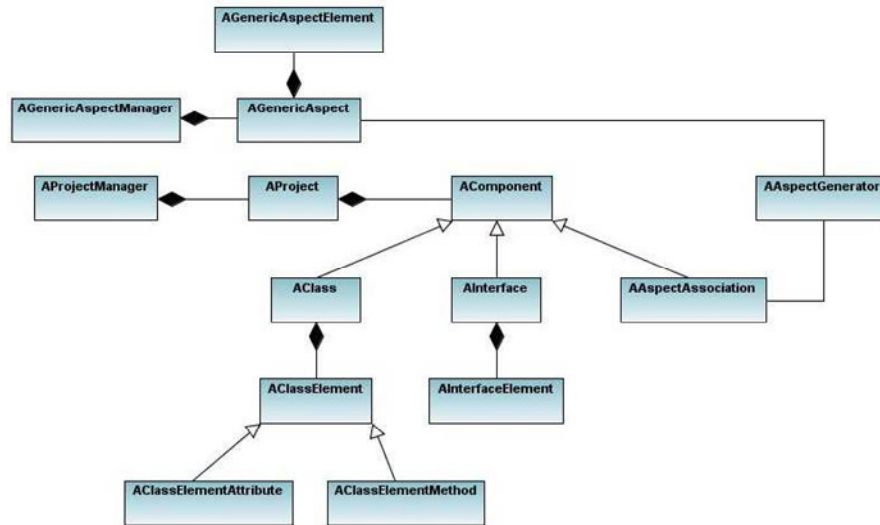 AGenericAspectElement
AGenericAspectManager
AGenericAspect
AProjectManager
AProject
AComponent
AAspectGenerator
AClass
AInterface
AAspectAssociation
AClassElement
AInterfaceElement
AClassElementAttribute
AClassElementMethod